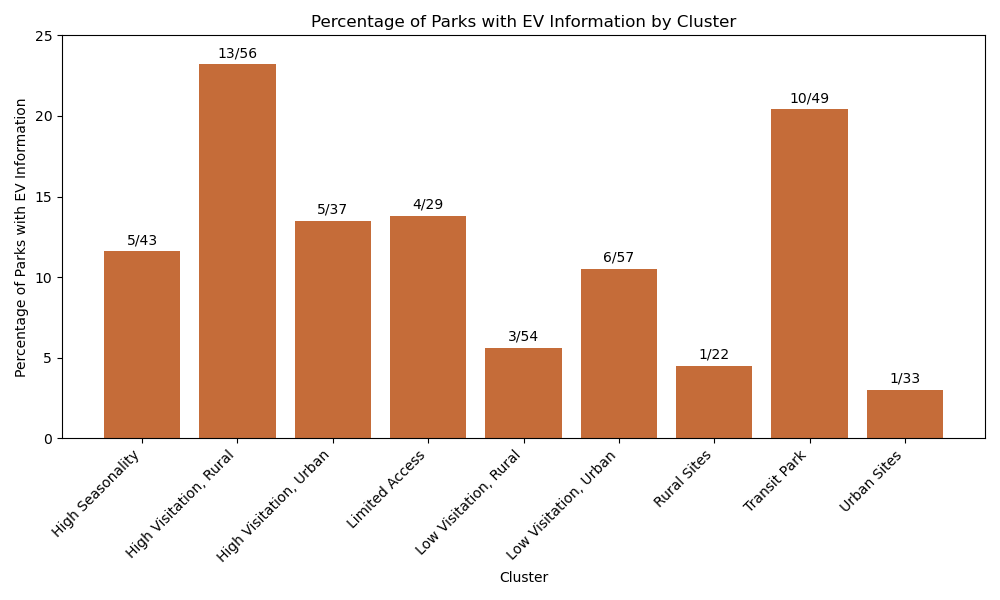 Percentage of Parks with EV Information by Cluster
Percentage of Parks with EV Information
25
20
15
10
5
0
5/43
13/56
5/37
4/29
3/54
6/57
1/22
10/49
1/33
High Seasonality
High Visitation, Rural
High Visitation, Urban
Limited Access
Low Visitation, Rural
Low Visitation, Urban
Rural Sites
Transit Park
Urban Sites
Cluster